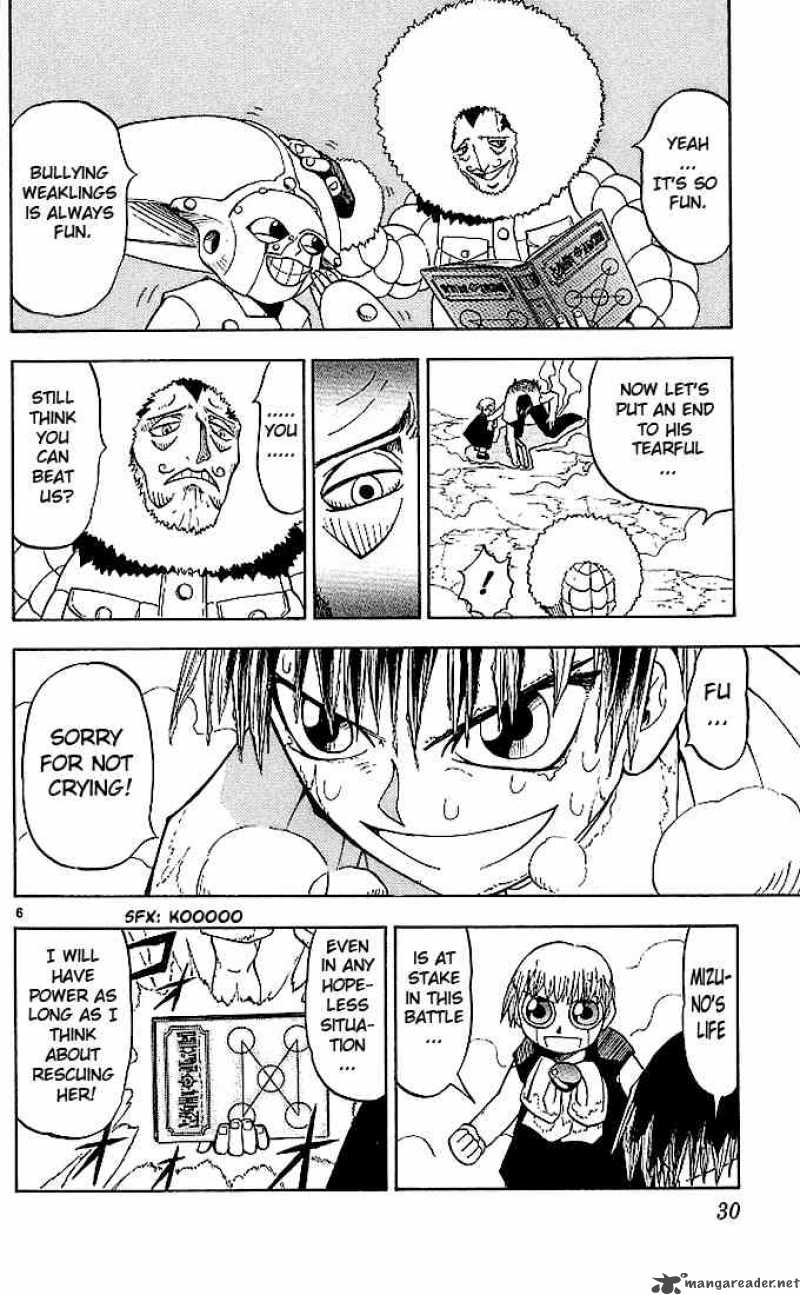 YEAH
...
IT'S SO
FUN.
BULLYING
WEAKLINGS
IS ALWAYS
FUN.
NOW LET'S
PUT AN END
TO HIS
TEARFUL
...
!
.....
YOU
.....
STILL
THINK
YOU
CAN
BEAT
US?
FU
...
SORRY
FOR NOT
CRYING!
6
SFX: KOOOOO
MIZU-
NO'S
LIFE
IS AT
STAKE
IN THIS
BATTLE
...
EVEN
IN ANY
HOPE-
LESS
SITUA-
TION
...
I WILL
HAVE
POWER AS
LONG AS I
THINK
ABOUT
RESCUING
HER!
30
mangareader.net